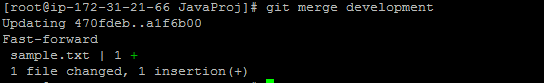 [root@ip-172-31-21-66 JavaProj]# git merge development
Updating 470fdeb..a1f6b00
Fast-forward
 sample.txt | 1 +
 1 file changed, 1 insertion(+)